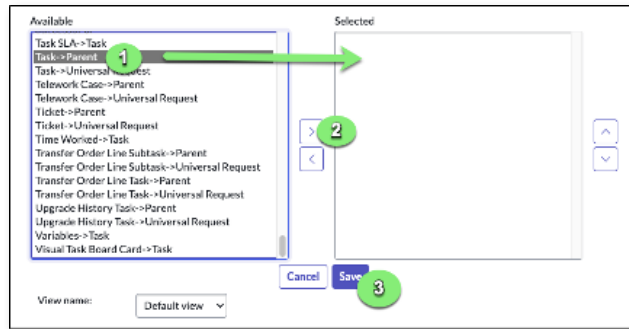 Available
Selected
Task SLA->Task
Task->Parent
1
Task->Universal Request
Telework Case->Parent
Telework Case->Universal Request
Ticket->Parent
Ticket->Universal Request
2
Time Worked->Task
Transfer Order Line Subtask->Parent
Transfer Order Line Subtask->Universal Request
Transfer Order Line Task->Parent
Transfer Order Line Task->Universal Request
Upgrade History Task->Parent
Upgrade History Task->Universal Request
Variables->Task
Visual Task Board Card->Task
Cancel
Save
3
View name:
Default view